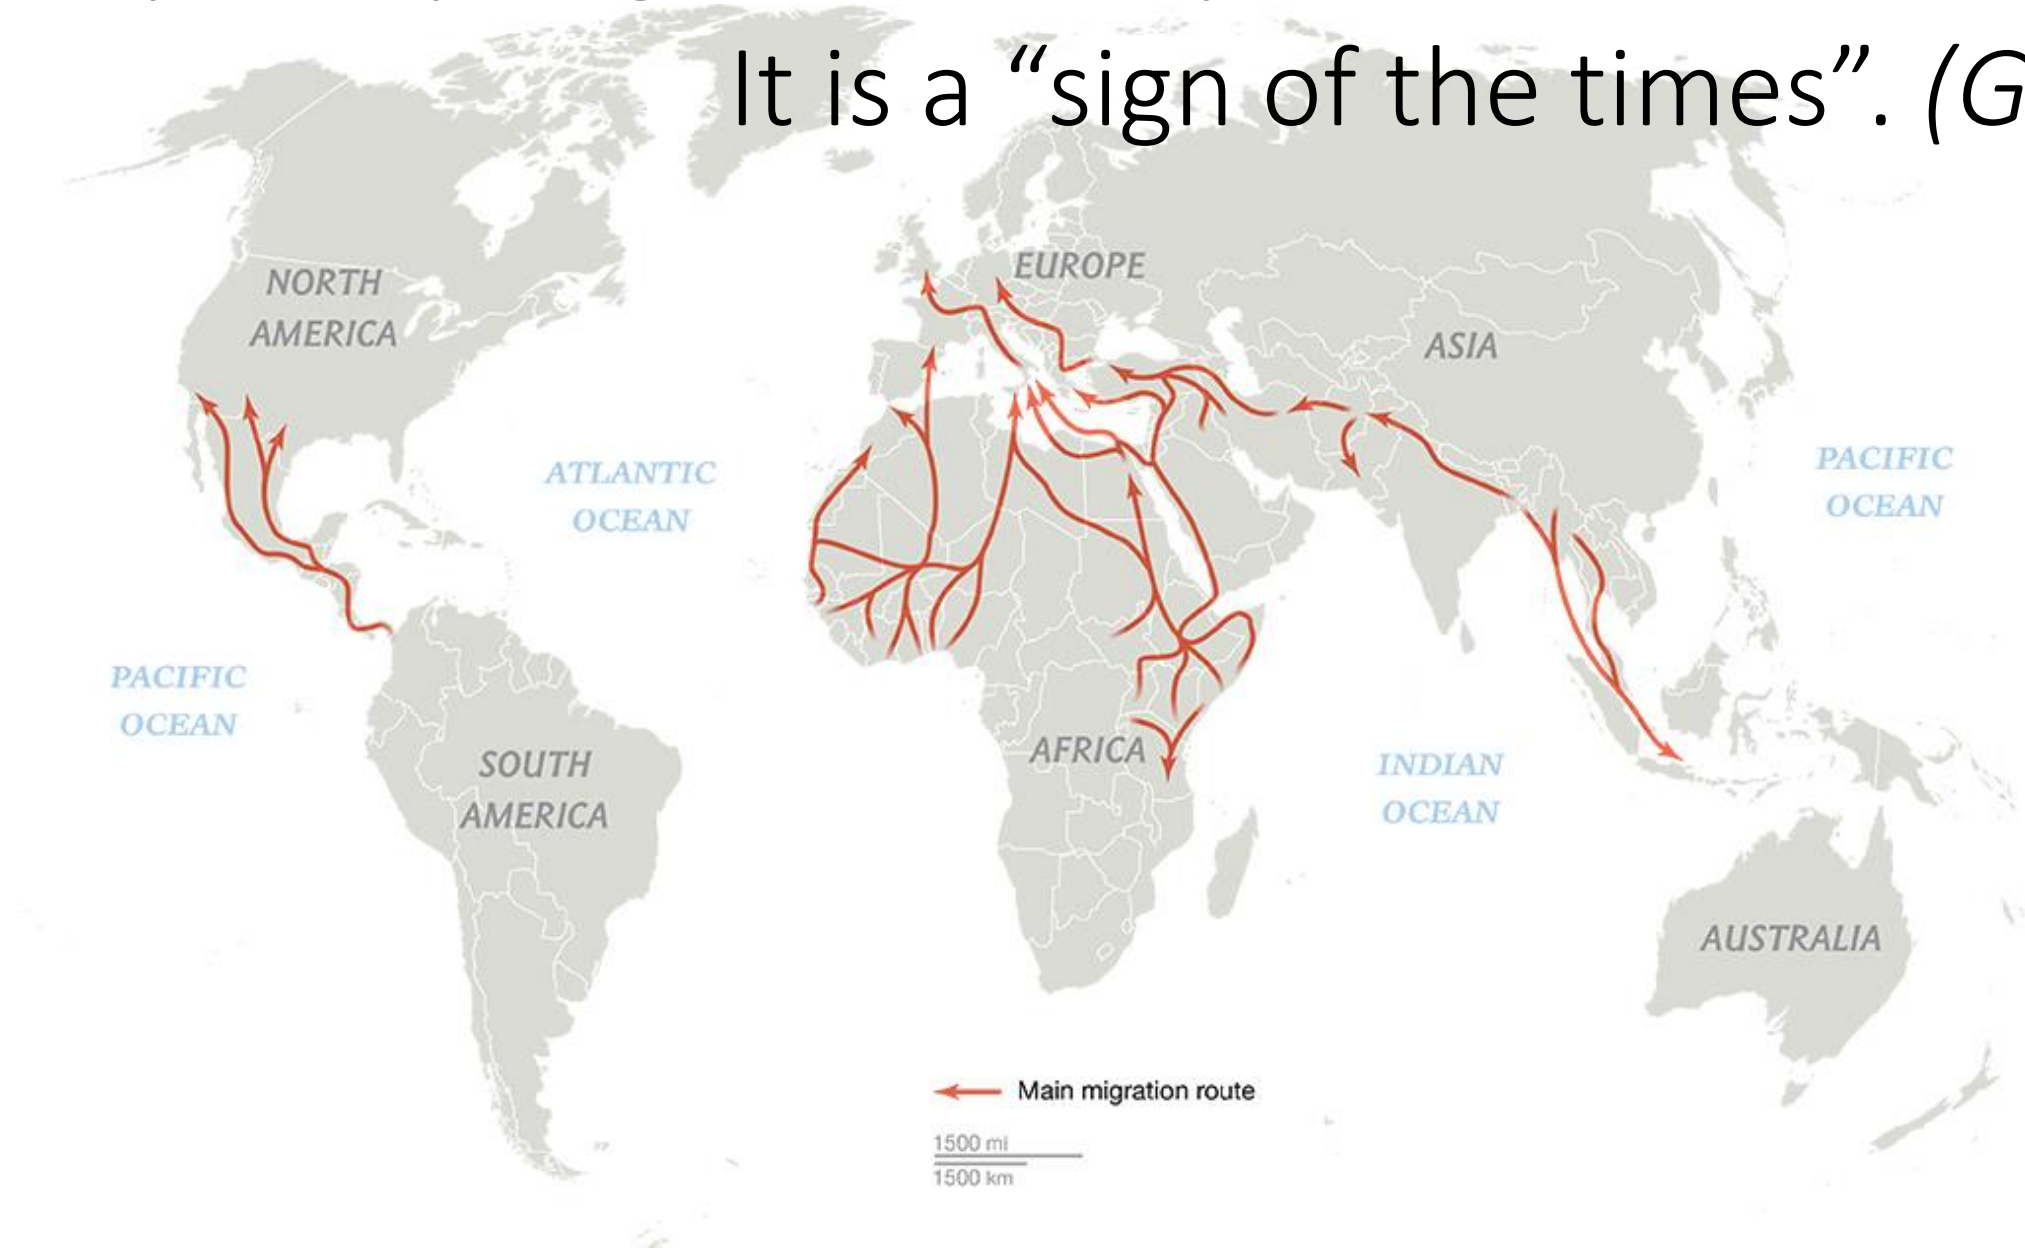 It is a “sign of the times”. (G
NORTH
AMERICA
EUROPE
ASIA
ATLANTIC
OCEAN
PACIFIC
OCEAN
PACIFIC
OCEAN
SOUTH
AMERICA
AFRICA
INDIAN
OCEAN
AUSTRALIA
Main migration route
1500 mi
1500 km